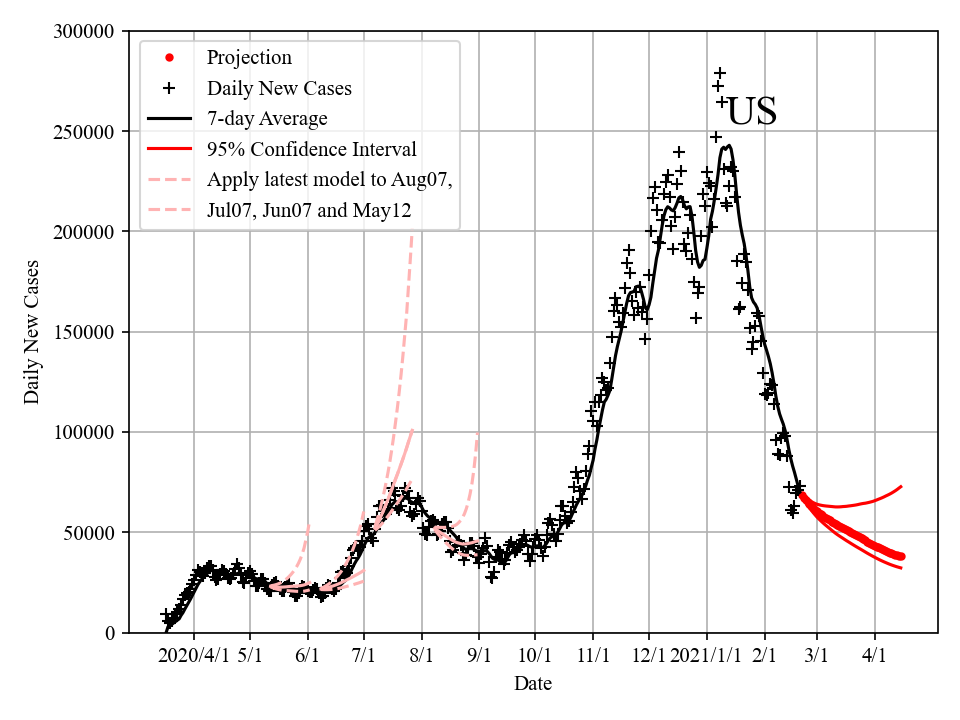 300000
250000
200000
150000
100000
50000
0
Daily New Cases
Projection
Daily New Cases
7-day Average
95% Confidence Interval
Apply latest model to Aug07,
Jul07, Jun07 and May12
US
2020/4/1 5/1 6/1 7/1 8/1 9/1 10/1 11/1 12/1 2021/1/1 2/1 3/1 4/1
Date